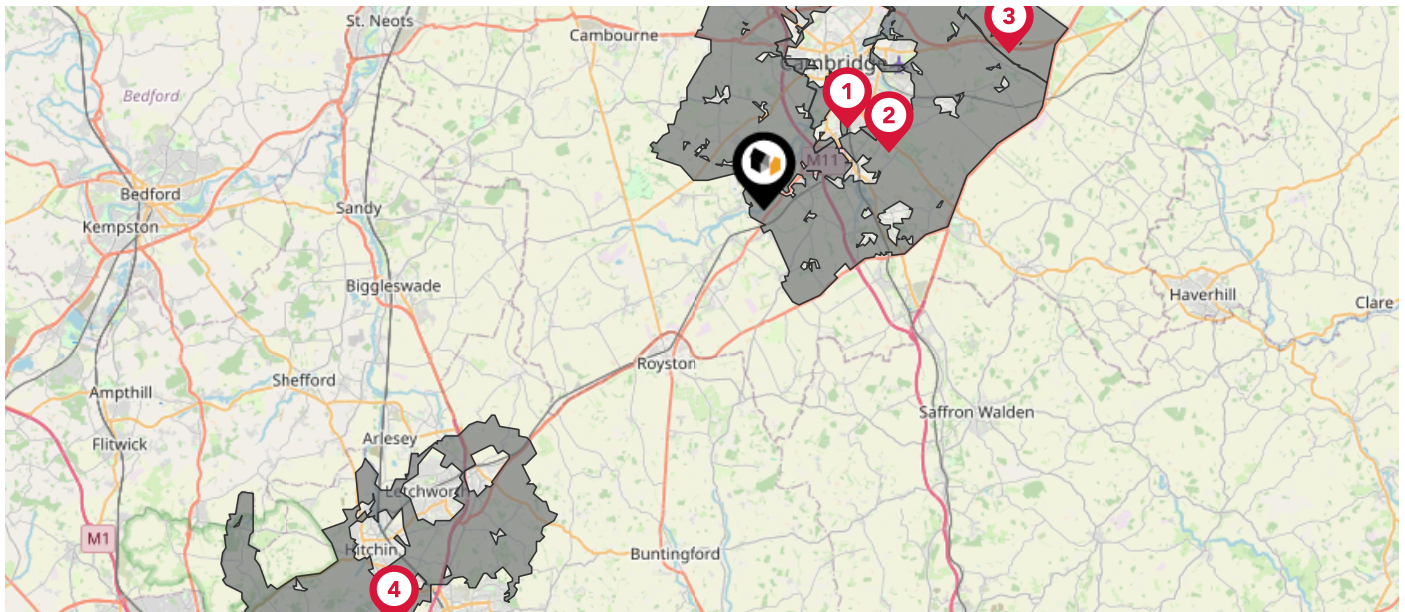 St. Neots
Cambourne
3
Cambridge
1
2
Bedford
M11
Bedford
Sandy
Kempston
Biggleswade
Haverhill
Clare
Royston
Shefford
Ampthill
Saffron Walden
Flitwick
Arlesey
Letchworth
M1
Hitchin
Buntingford
4